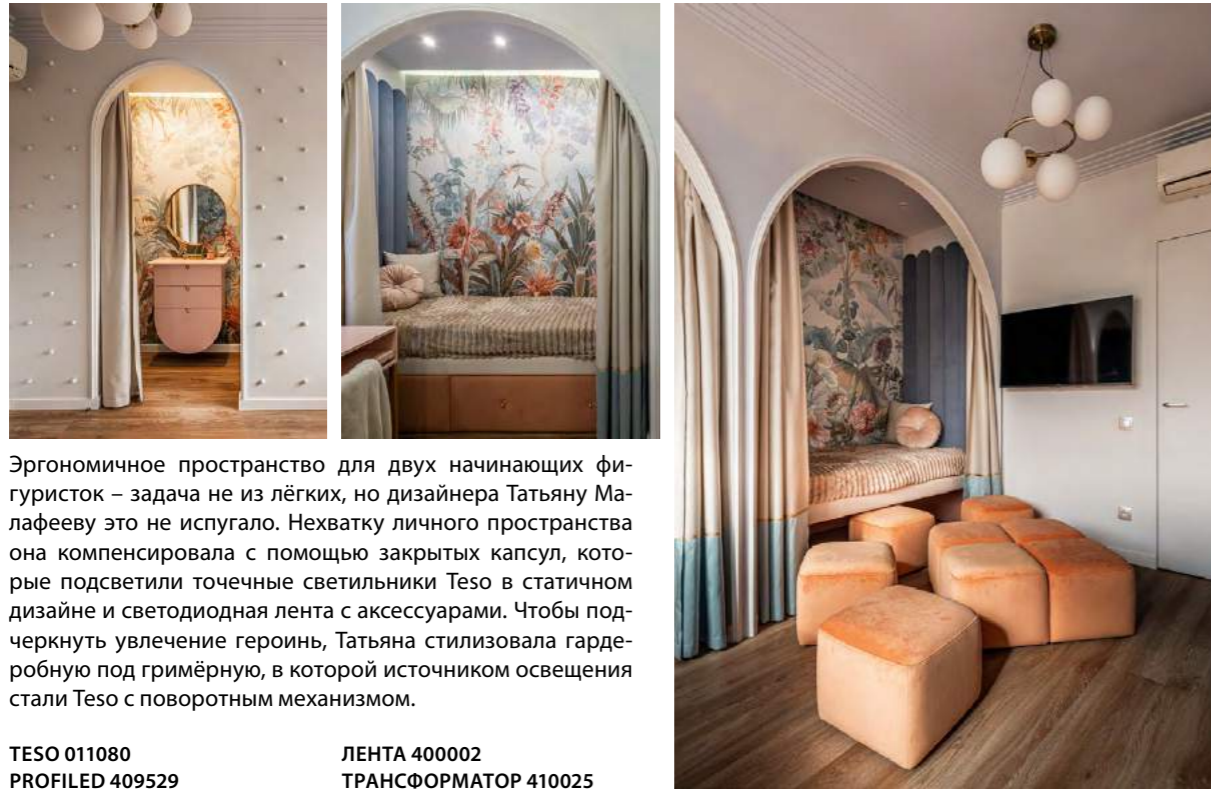 Эргономичное пространство для двух начинающих фи-
гуристок – задача не из лёгких, но дизайнера Татьяну Ма-
лафееву это не испугало. Нехватку личного пространства
она компенсировала с помощью закрытых капсул, кото-
рые подсветили точечные светильники Teso в статичном
дизайне и светодиодная лента с аксессуарами. Чтобы под-
черкнуть увлечение героинь, Татьяна стилизовала гарде-
робную под гримёрную, в которой источником освещения
стали Teso с поворотным механизмом.
TESO 011080
PROFILED 409529
ЛЕНТА 400002
ТРАНСФОРМАТОР 410025